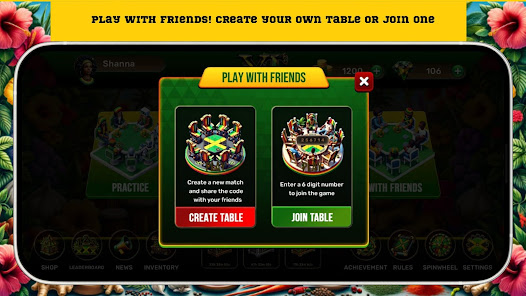 Play with Friends! Create your own table or join one
Shanna
1200
106
PLAY WITH FRIENDS
X
Create a new match
and share the code
with your friends
CREATE TABLE
Enter a 6 digit number
to join the game
JOIN TABLE
PRACTICE
WITH FRIENDS
SHOP
LEADERBOARD
NEWS
INVENTORY
ACHIEVEMENT
RULES
SPINWHEEL
SETTINGS